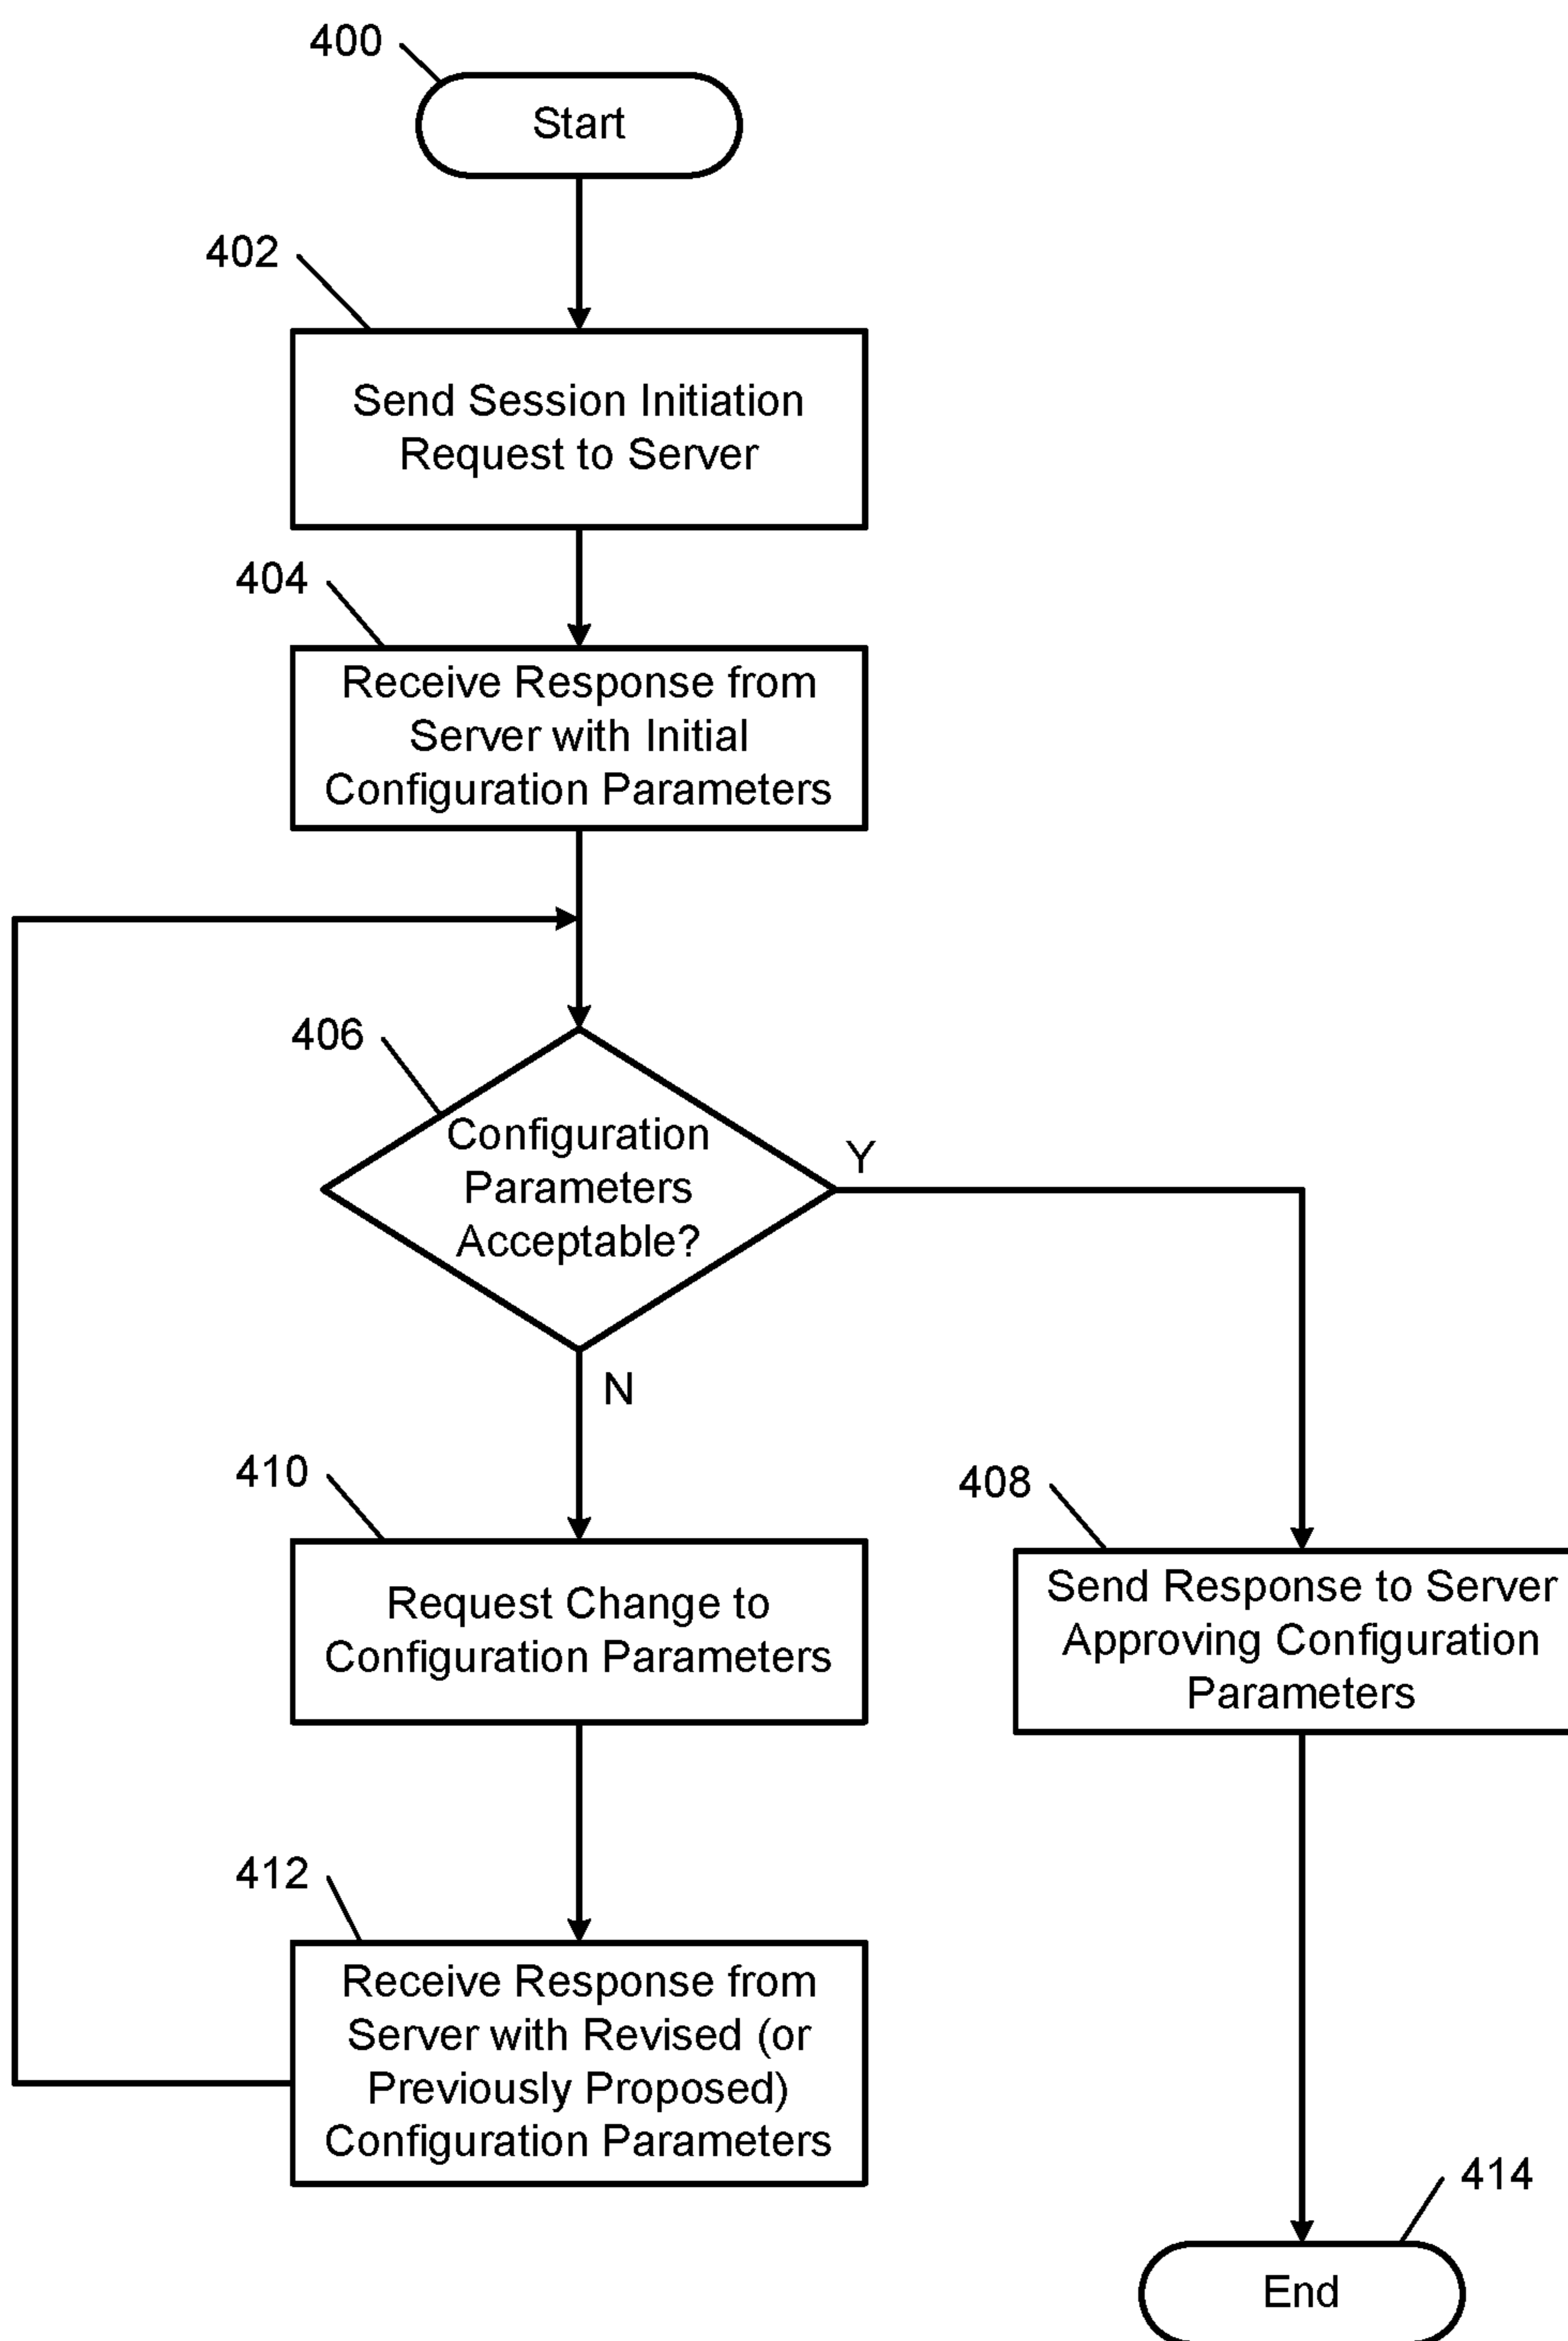 400
Start
402
Send Session Initiation
Request to Server
404
Receive Response from
Server with Initial
Configuration Parameters
406
Configuration
Parameters
Acceptable?
Y
N
410
Request Change to
Configuration Parameters
408
Send Response to Server
Approving Configuration
Parameters
412
Receive Response from
Server with Revised (or
Previously Proposed)
Configuration Parameters
414
End